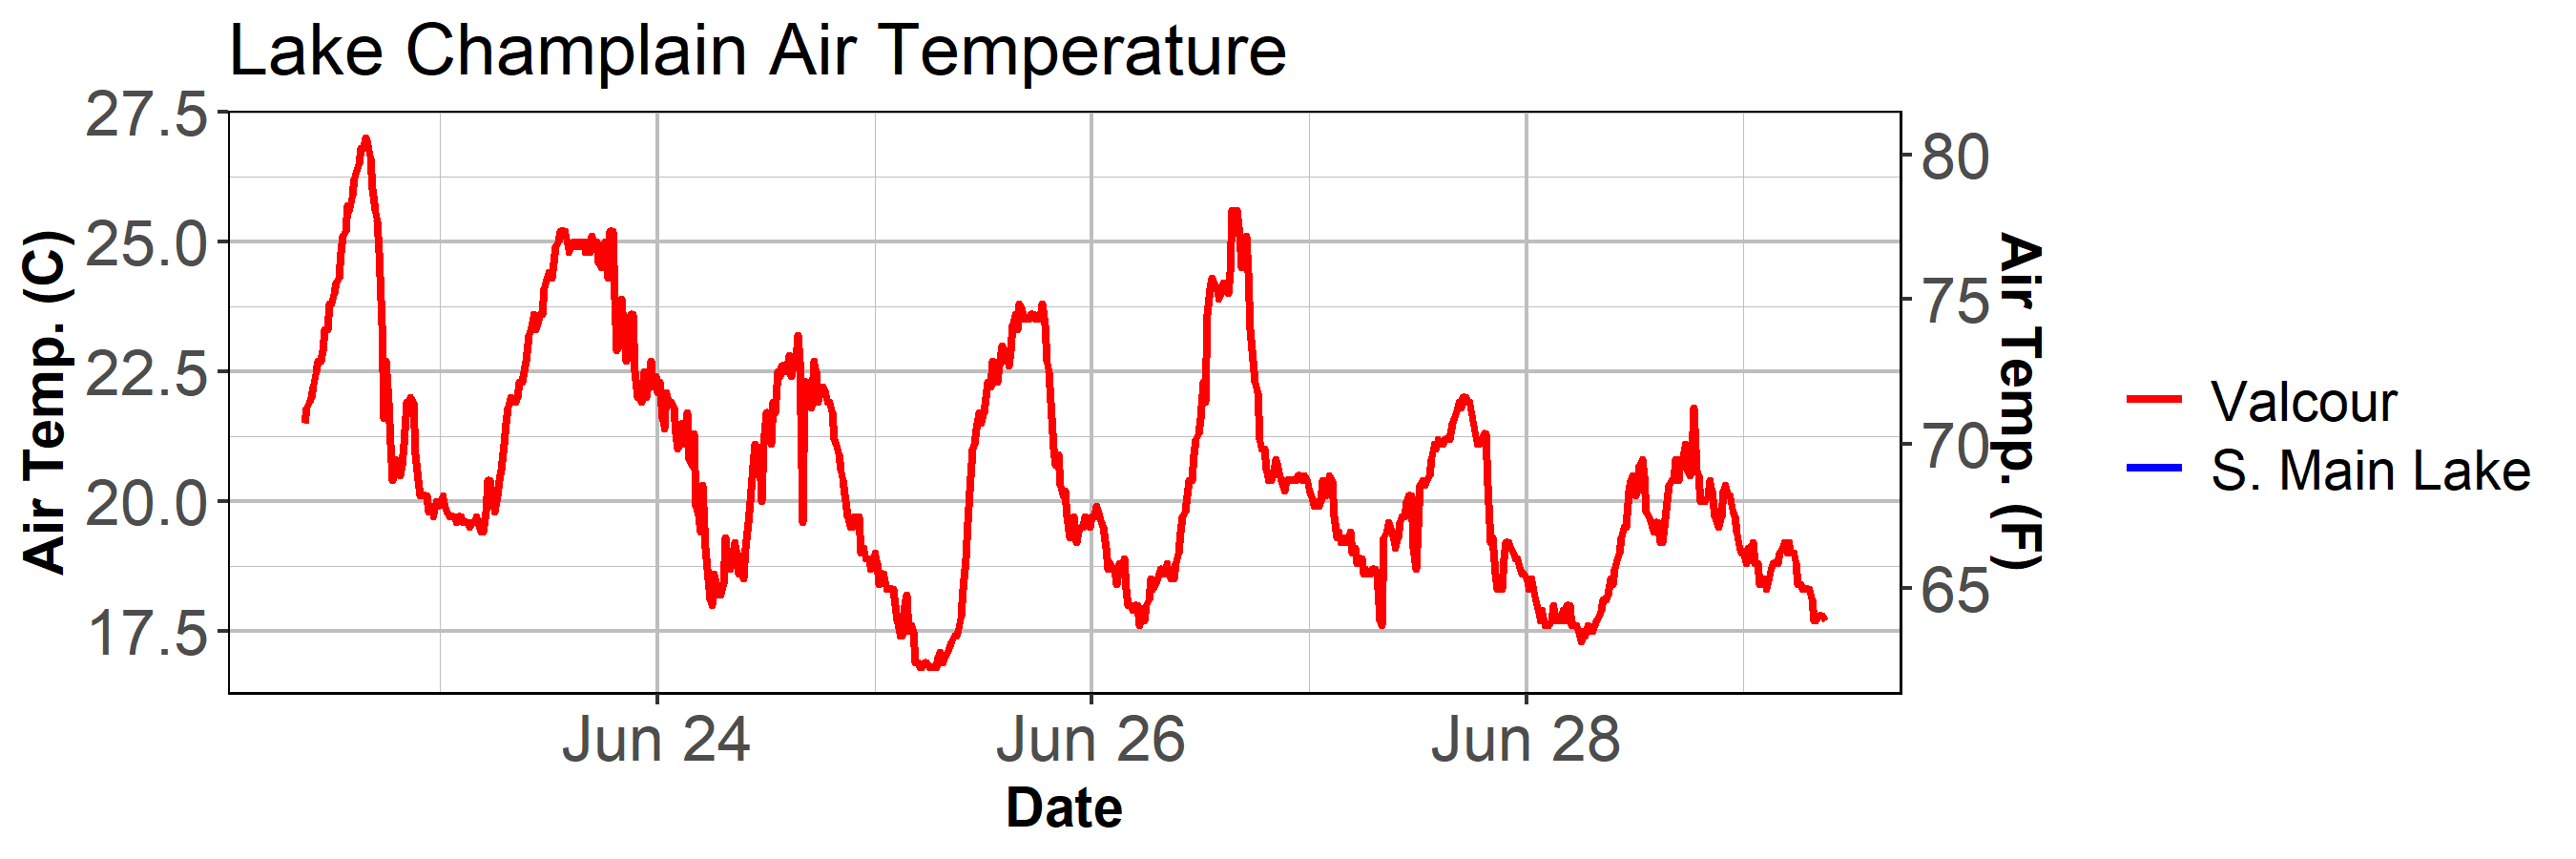 Lake Champlain Air Temperature
27.5
25.0
22.5
20.0
17.5
Air Temp. (C)
80
75
70
65
Air Temp. (F)
Jun 24
Jun 26
Jun 28
Date
Valcour
S. Main Lake